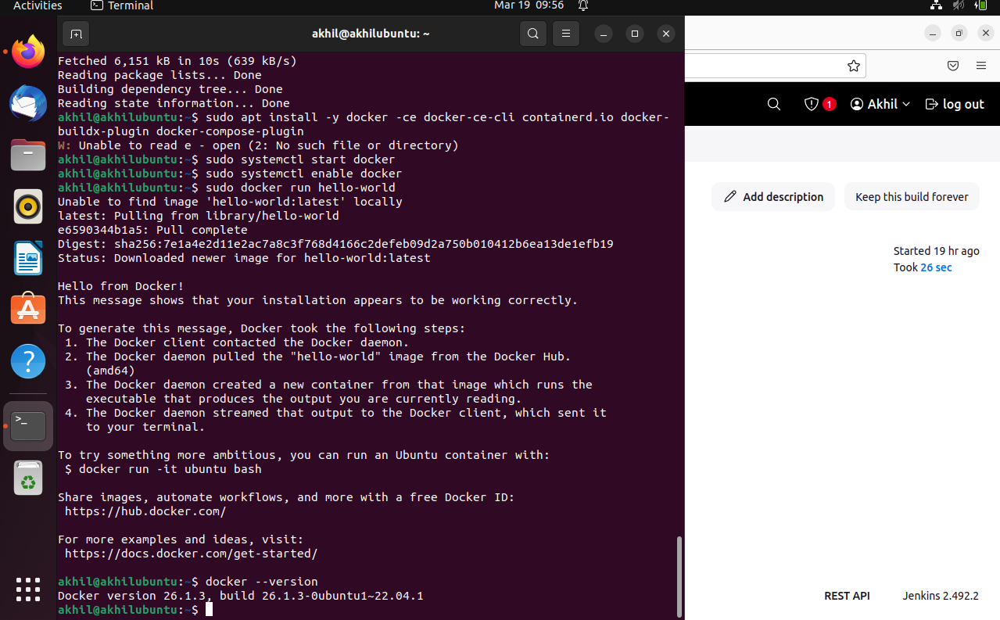 Activities
Terminal
Mar 19 09:56
akhil@akhilubuntu: ~
Fetched 6,151 kB in 10s (639 kB/s)
Reading package lists... Done
Building dependency tree... Done
Reading state information... Done
akhil@akhilubuntu:~$ sudo apt install -y docker -ce docker-ce-cli containerd.io docker-
buildx-plugin docker-compose-plugin
W: Unable to read e - open (2: No such file or directory)
akhil@akhilubuntu:~$ sudo systemctl start docker
akhil@akhilubuntu:~$ sudo systemctl enable docker
akhil@akhilubuntu:~$ sudo docker run hello-world
Unable to find image 'hello-world:latest' locally
latest: Pulling from library/hello-world
e6590344b1a5: Pull complete
Digest: sha256:7e1a4e2d11e2ac7a8c3f768d4166c2defeb09d2a750b010412b6ea13de1efb19
Status: Downloaded newer image for hello-world:latest
Hello from Docker!
This message shows that your installation appears to be working correctly.
To generate this message, Docker took the following steps:
1. The Docker client contacted the Docker daemon.
2. The Docker daemon pulled the "hello-world" image from the Docker Hub.
(amd64)
3. The Docker daemon created a new container from that image which runs the
executable that produces the output you are currently reading.
4. The Docker daemon streamed that output to the Docker client, which sent it
to your terminal.
To try something more ambitious, you can run an Ubuntu container with:
$ docker run -it ubuntu bash
Share images, automate workflows, and more with a free Docker ID:
https://hub.docker.com/
For more examples and ideas, visit:
https://docs.docker.com/get-started/
akhil@akhilubuntu:~$ docker --version
Docker version 26.1.3, build 26.1.3-0ubuntu1~22.04.1
akhil@akhilubuntu:~$
1
Akhil
log out
Add description
Keep this build forever
Started 19 hr ago
Took 26 sec
REST API
Jenkins 2.492.2